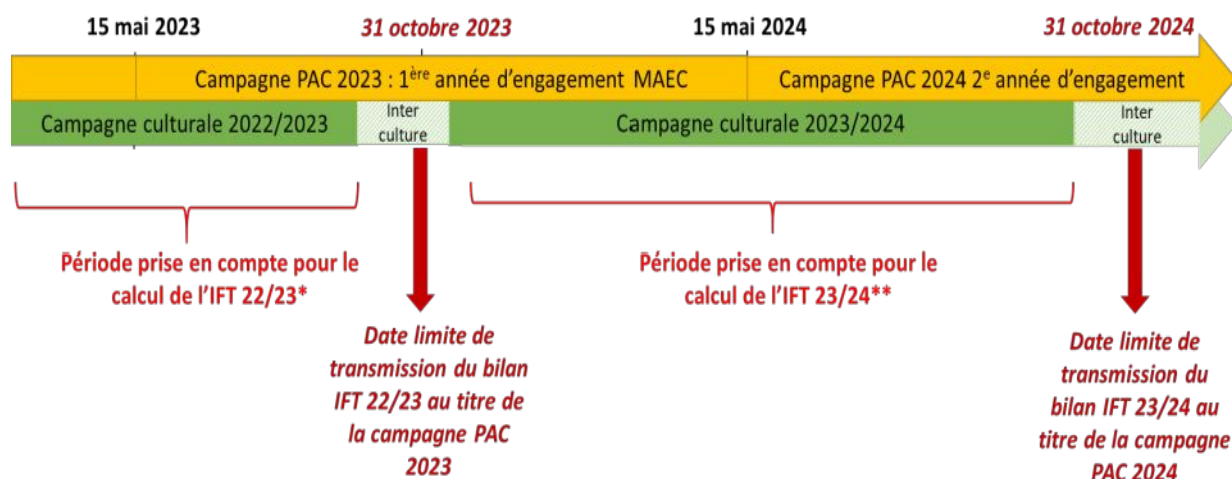 15 mai 2023
31 octobre 2023
15 mai 2024
31 octobre 2024
Campagne PAC 2023 : 1ère année d’engagement MAEC
Campagne PAC 2024 2e année d’engagement
Campagne culturale 2022/2023
Inter
culture
Campagne culturale 2023/2024
Inter
culture
Période prise en compte pour le
calcul de l’IFT 22/23*
Période prise en compte pour le
calcul de l’IFT 23/24**
Date limite de
transmission du bilan
IFT 22/23 au titre de
la campagne PAC
2023
Date limite de
transmission du
bilan IFT 23/24 au
titre de la campagne
PAC 2024